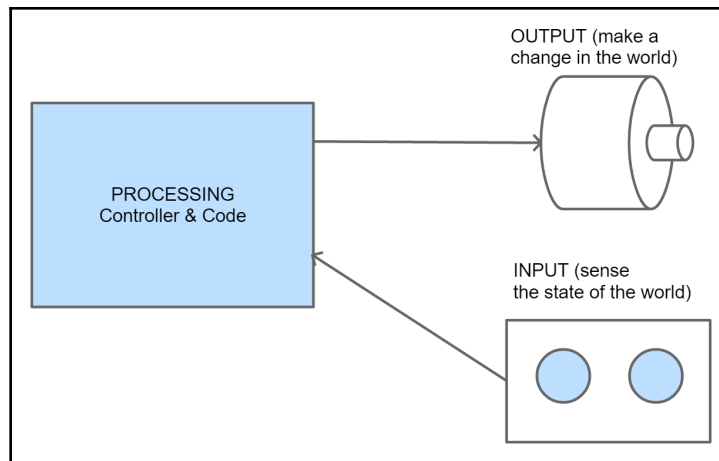 OUTPUT (make a
change in the world)
PROCESSING
Controller & Code
INPUT (sense
the state of the world)